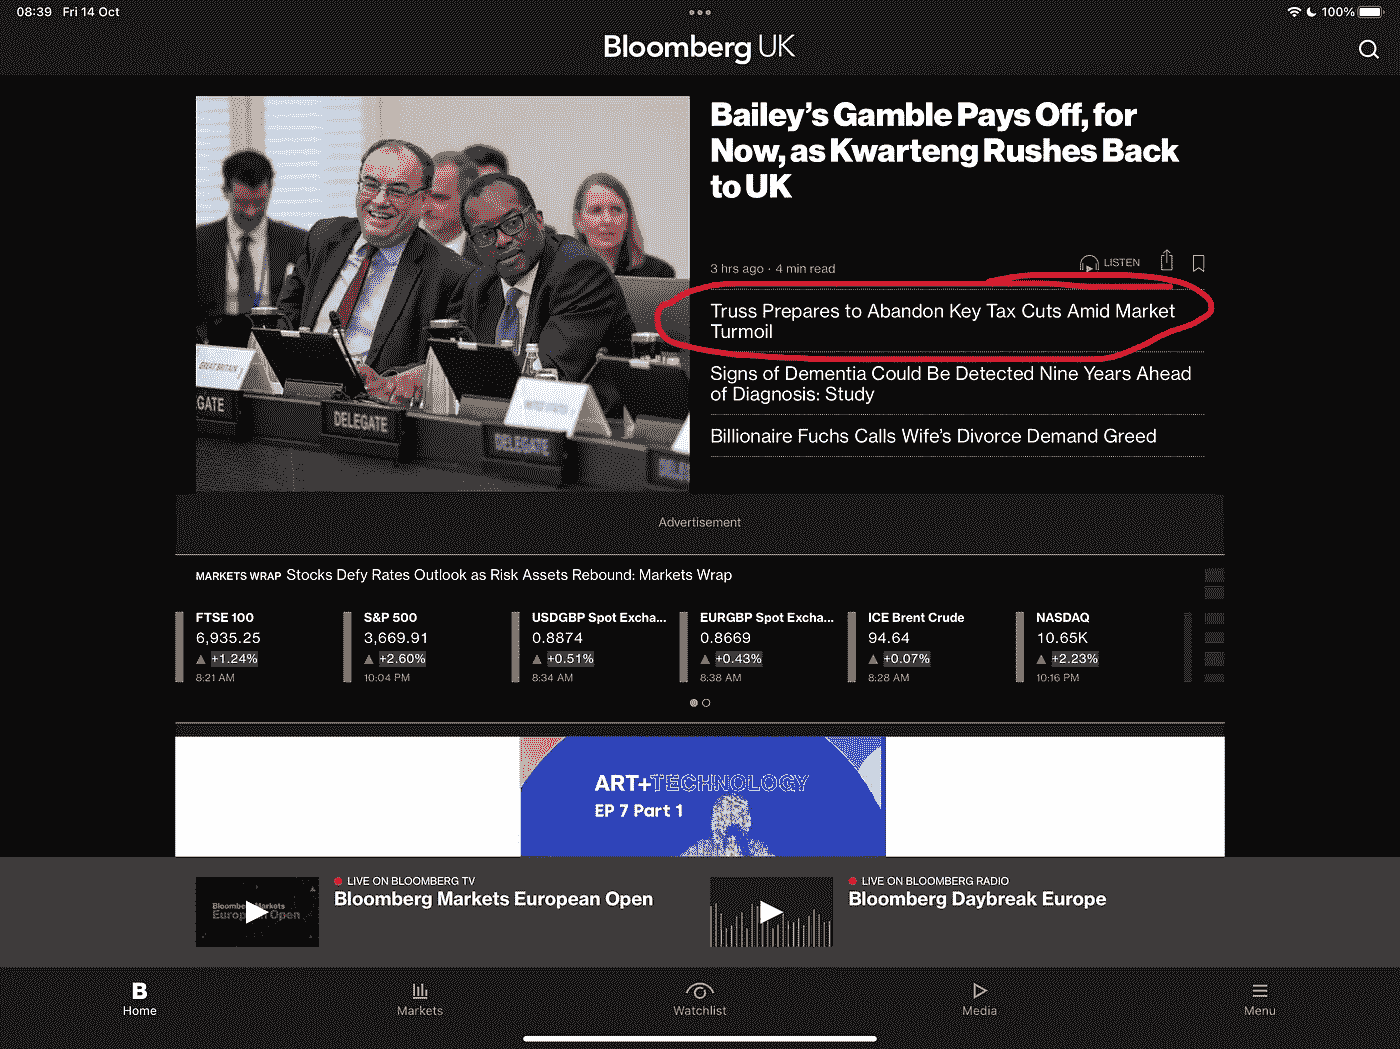 08:39 Fri 14 Oct
100%
Bloomberg UK
Bailey’s Gamble Pays Off, for
Now, as Kwarteng Rushes Back
to UK
3 hrs ago · 4 min read
LISTEN
Truss Prepares to Abandon Key Tax Cuts Amid Market
Turmoil
Signs of Dementia Could Be Detected Nine Years Ahead
of Diagnosis: Study
Billionaire Fuchs Calls Wife’s Divorce Demand Greed
GREAT BRITAIN
GATE
DELEGATE
DELEGATE
Advertisement
MARKETS WRAP Stocks Defy Rates Outlook as Risk Assets Rebound: Markets Wrap
FTSE 100
6,935.25
+1.24%
8:21 AM
S&P 500
3,669.91
+2.60%
10:04 PM
USDGBP Spot Excha...
0.8874
+0.51%
8:34 AM
EURGBP Spot Excha...
0.8669
+0.43%
8:38 AM
ICE Brent Crude
94.64
+0.07%
8:28 AM
NASDAQ
10.65K
+2.23%
10:16 PM
ART+TECHNOLOGY
EP 7 Part 1
Bloomberg Markets
European Open
LIVE ON BLOOMBERG TV
Bloomberg Markets European Open
LIVE ON BLOOMBERG RADIO
Bloomberg Daybreak Europe
B
Home
Markets
Watchlist
Media
Menu